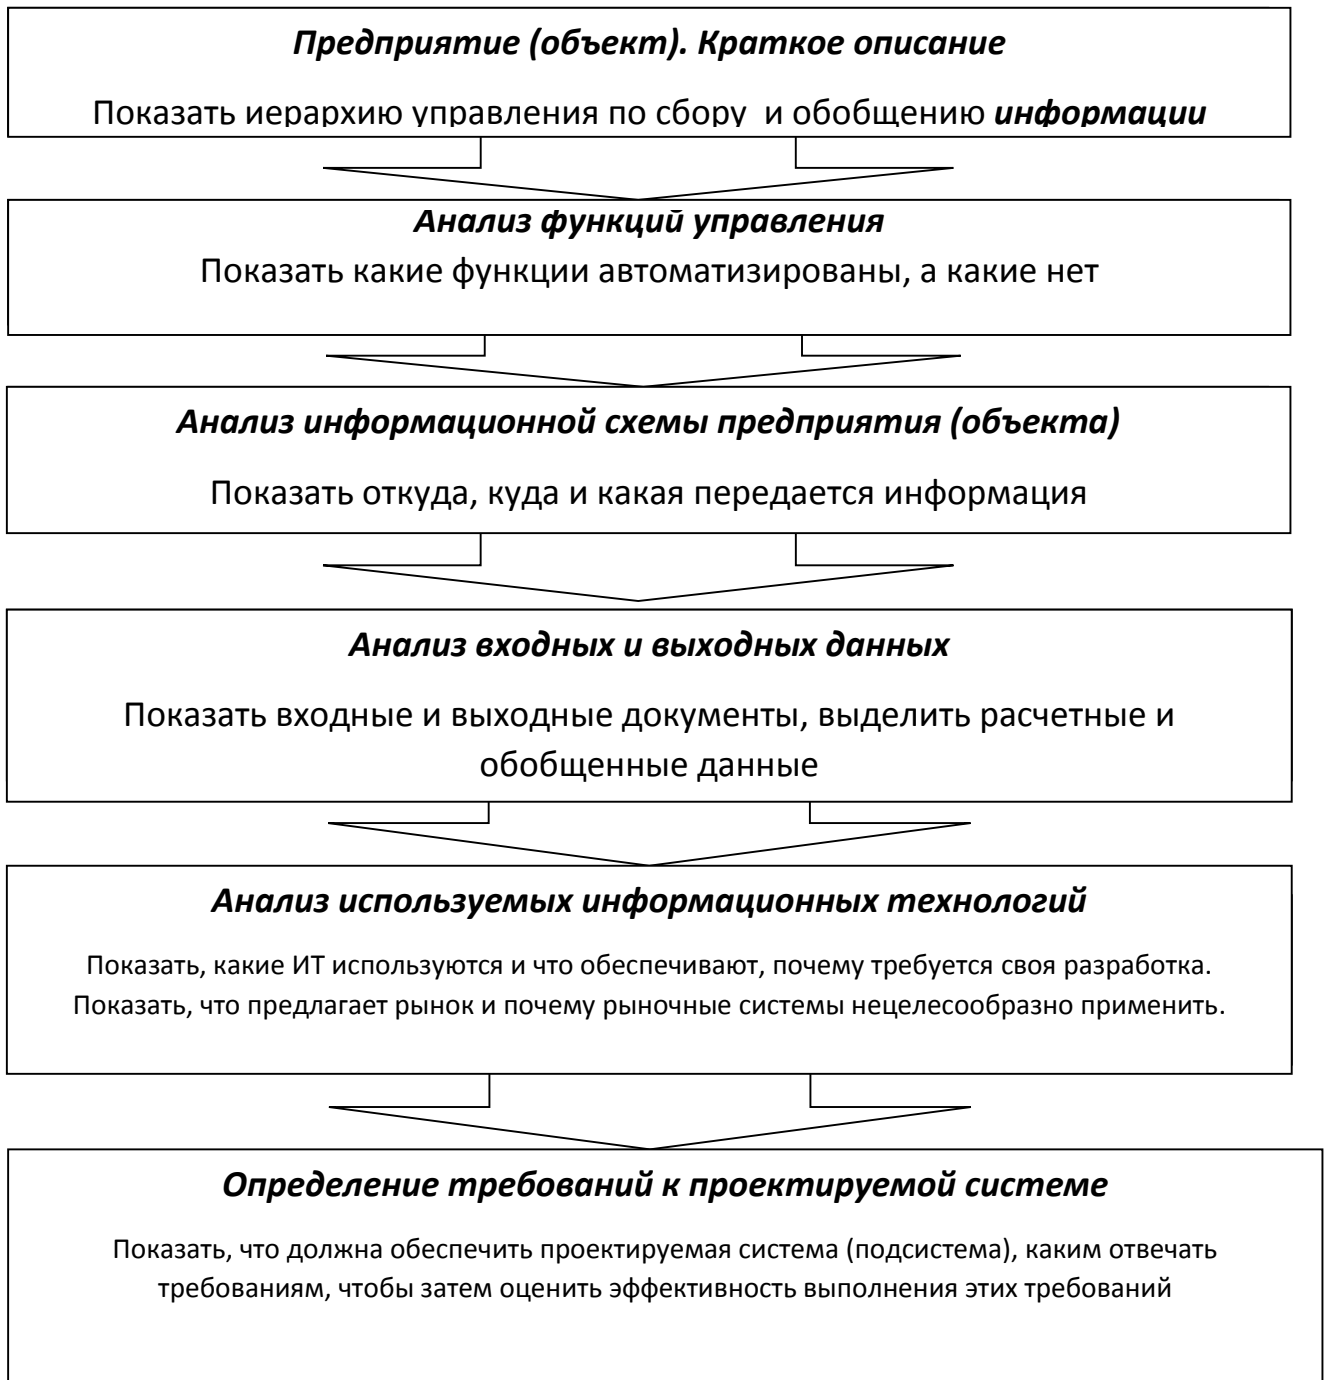 Предприятие (объект). Краткое описание
Показать иерархию управления по сбору и обобщению информации
Анализ функций управления
Показать какие функции автоматизированы, а какие нет
Анализ информационной схемы предприятия (объекта)
Показать откуда, куда и какая передается информация
Анализ входных и выходных данных
Показать входные и выходные документы, выделить расчетные и
обобщенные данные
Анализ используемых информационных технологий
Показать, какие ИТ используются и что обеспечивают, почему требуется своя разработка.
Показать, что предлагает рынок и почему рыночные системы нецелесообразно применить.
Определение требований к проектируемой системе
Показать, что должна обеспечить проектируемая система (подсистема), каким отвечать
требованиям, чтобы затем оценить эффективность выполнения этих требований